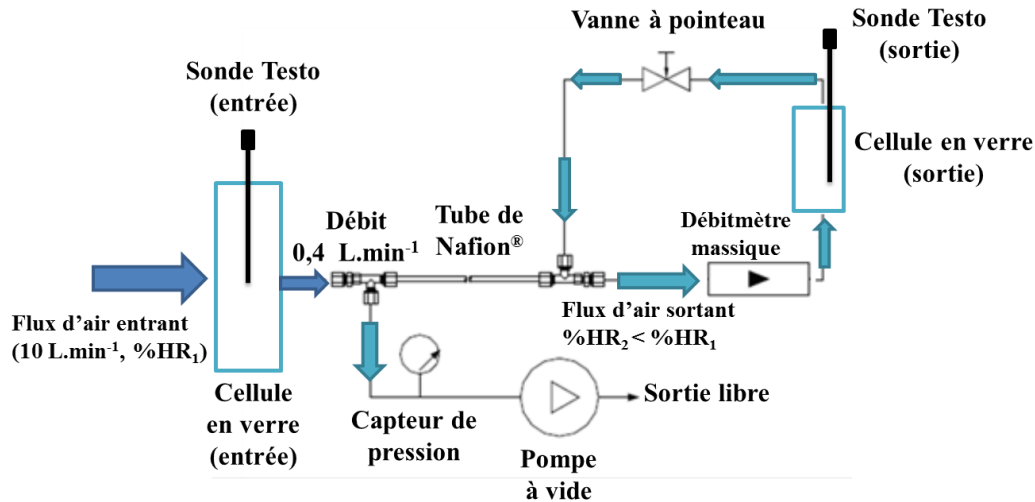 Vanne à pointeau
Sonde Testo
(sortie)
Sonde Testo
(entrée)
Cellule en verre
(sortie)
Débit
0,4 L.min-1
Tube de
Nafion®
Débitmètre
massique
Flux d’air entrant
(10 L.min-1, %HR1)
Flux d’air sortant
%HR2 < %HR1
Cellule
en verre
(entrée)
Capteur de
pression
Sortie libre
Pompe
à vide